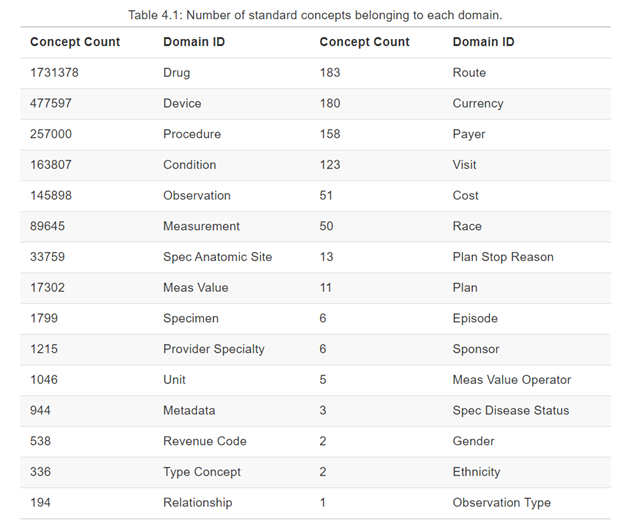 Table 4.1: Number of standard concepts belonging to each domain.
Concept Count Domain ID Concept Count Domain ID
1731378 Drug 183 Route
477597 Device 180 Currency
257000 Procedure 158 Payer
163807 Condition 123 Visit
145898 Observation 51 Cost
89645 Measurement 50 Race
33759 Spec Anatomic Site 13 Plan Stop Reason
17302 Meas Value 11 Plan
1799 Specimen 6 Episode
1215 Provider Specialty 6 Sponsor
1046 Unit 5 Meas Value Operator
944 Metadata 3 Spec Disease Status
538 Revenue Code 2 Gender
336 Type Concept 2 Ethnicity
194 Relationship 1 Observation Type